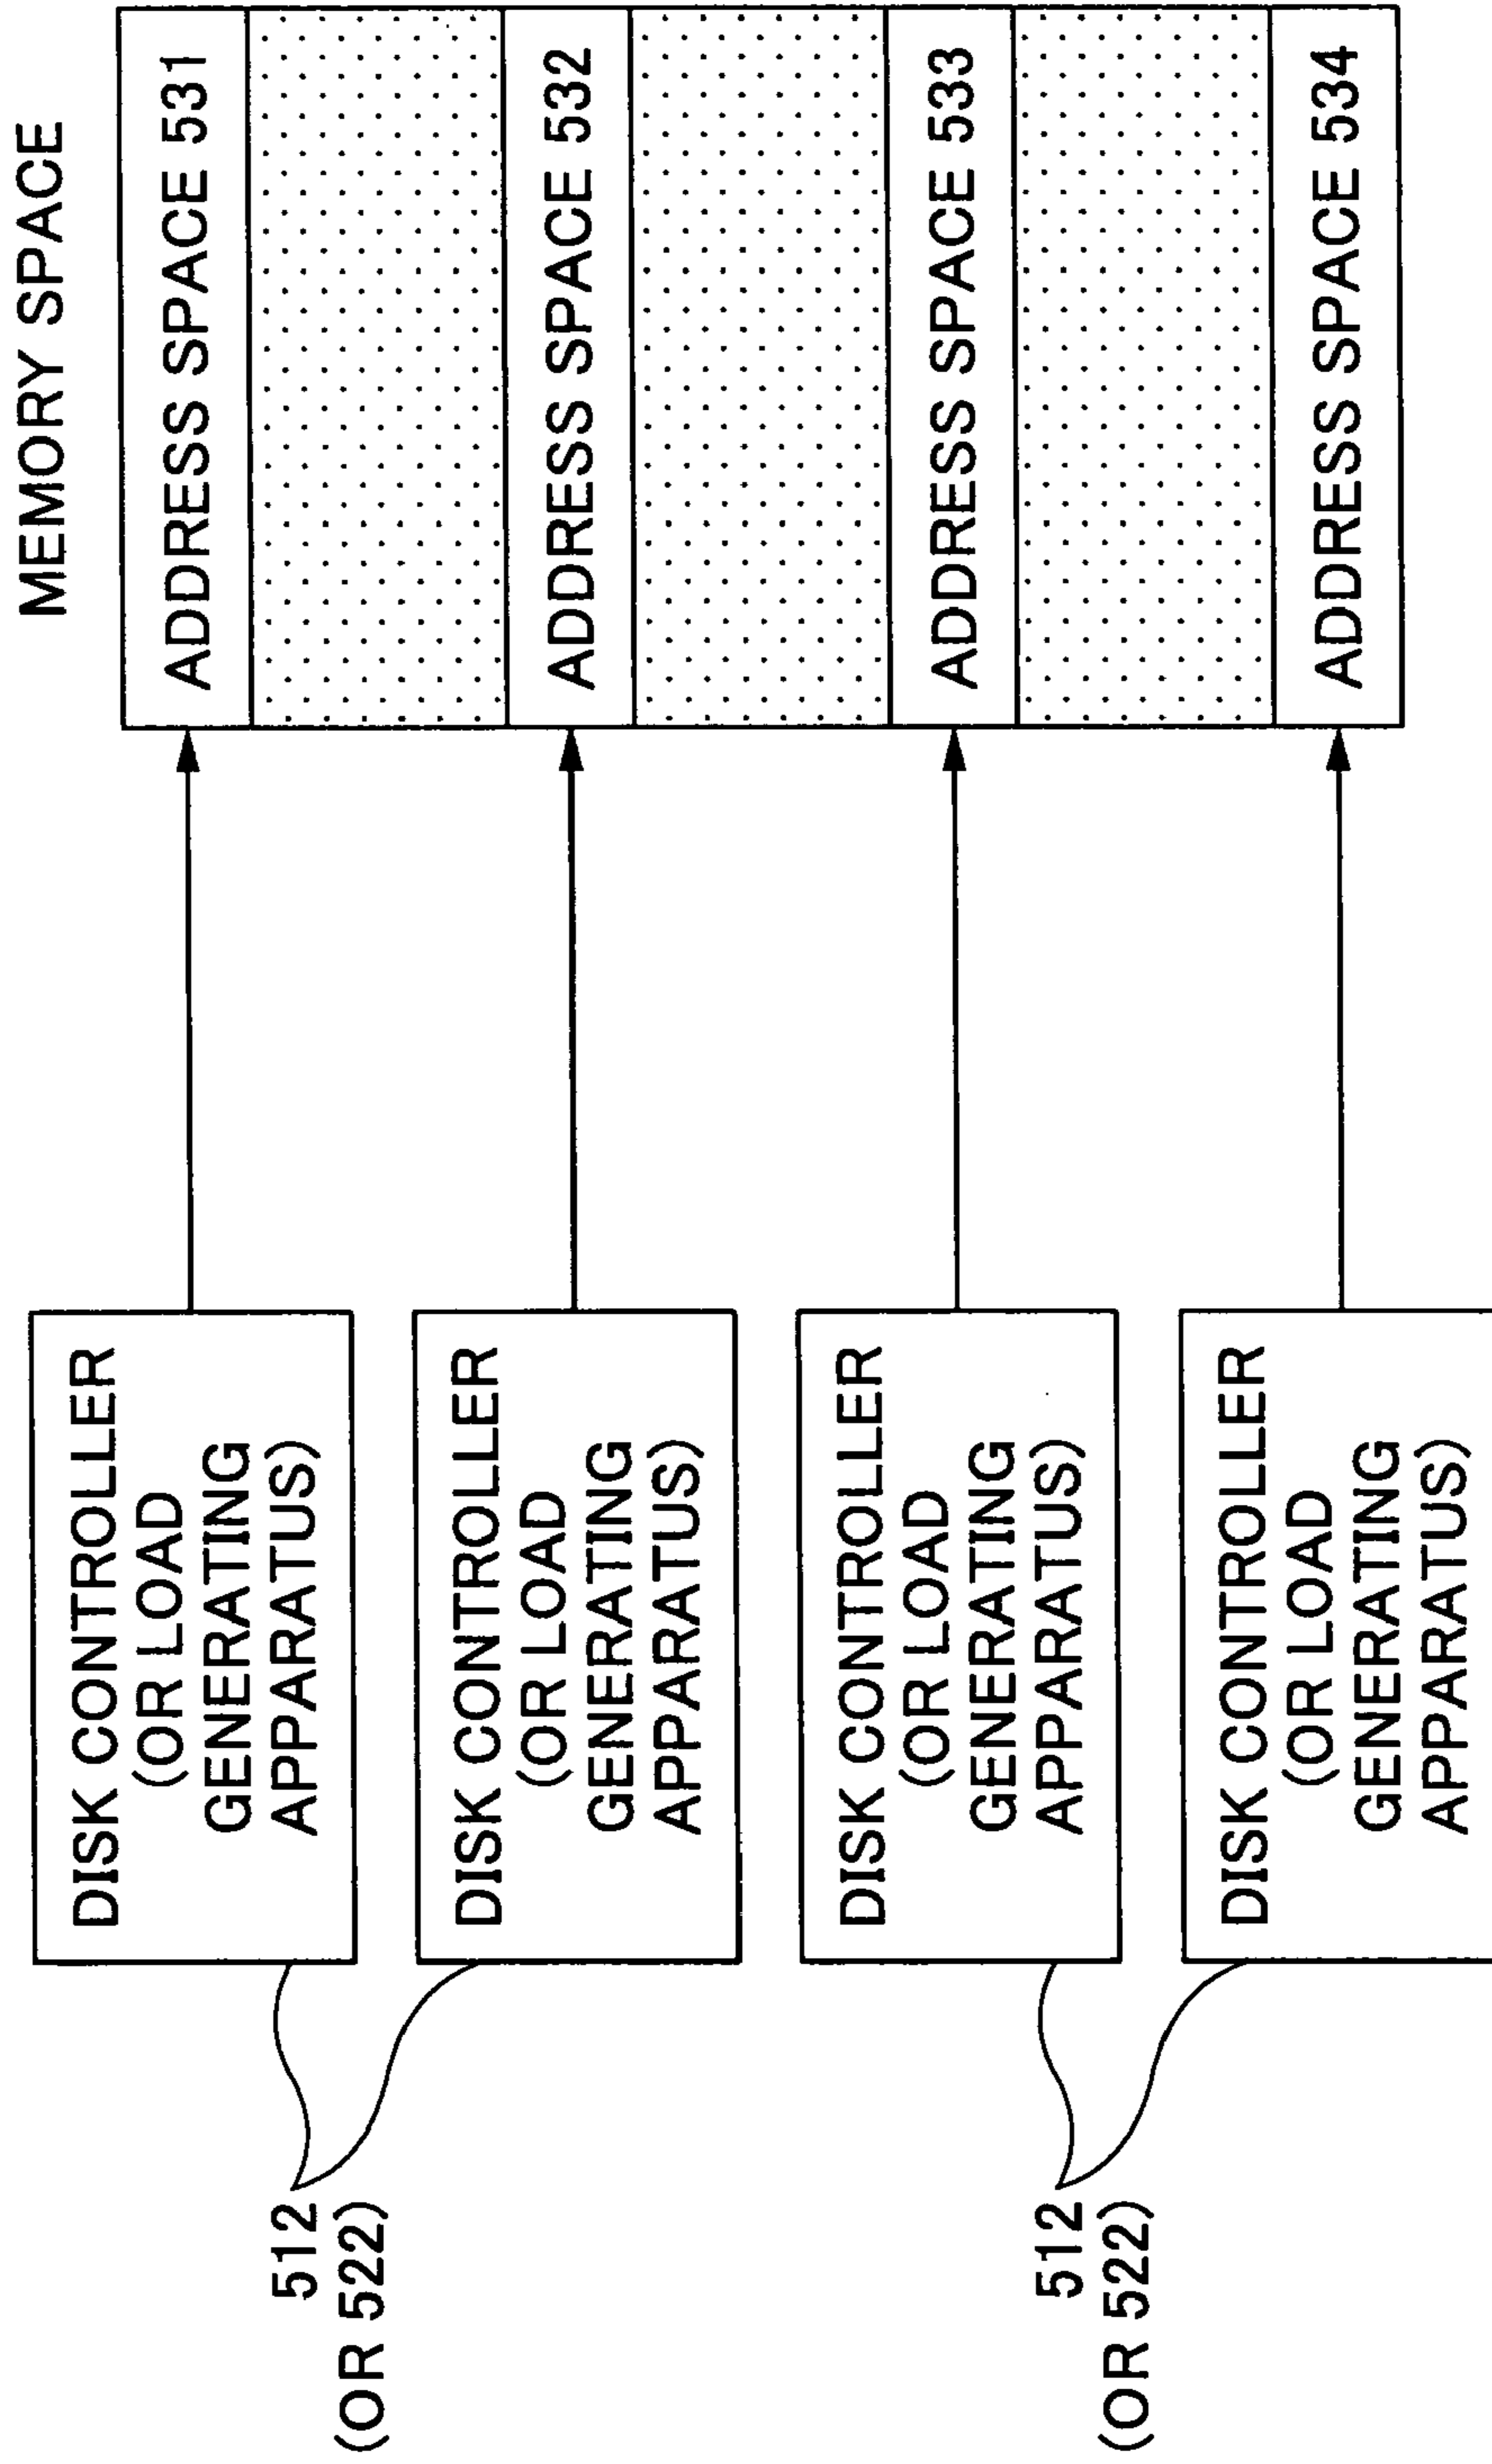 MEMORY SPACE
512
(OR 522)
DISK CONTROLLER
(OR LOAD
GENERATING
APPARATUS)
ADDRESS SPACE 531
DISK CONTROLLER
(OR LOAD
GENERATING
APPARATUS)
ADDRESS SPACE 532
512
(OR 522)
DISK CONTROLLER
(OR LOAD
GENERATING
APPARATUS)
ADDRESS SPACE 533
DISK CONTROLLER
(OR LOAD
GENERATING
APPARATUS)
ADDRESS SPACE 534